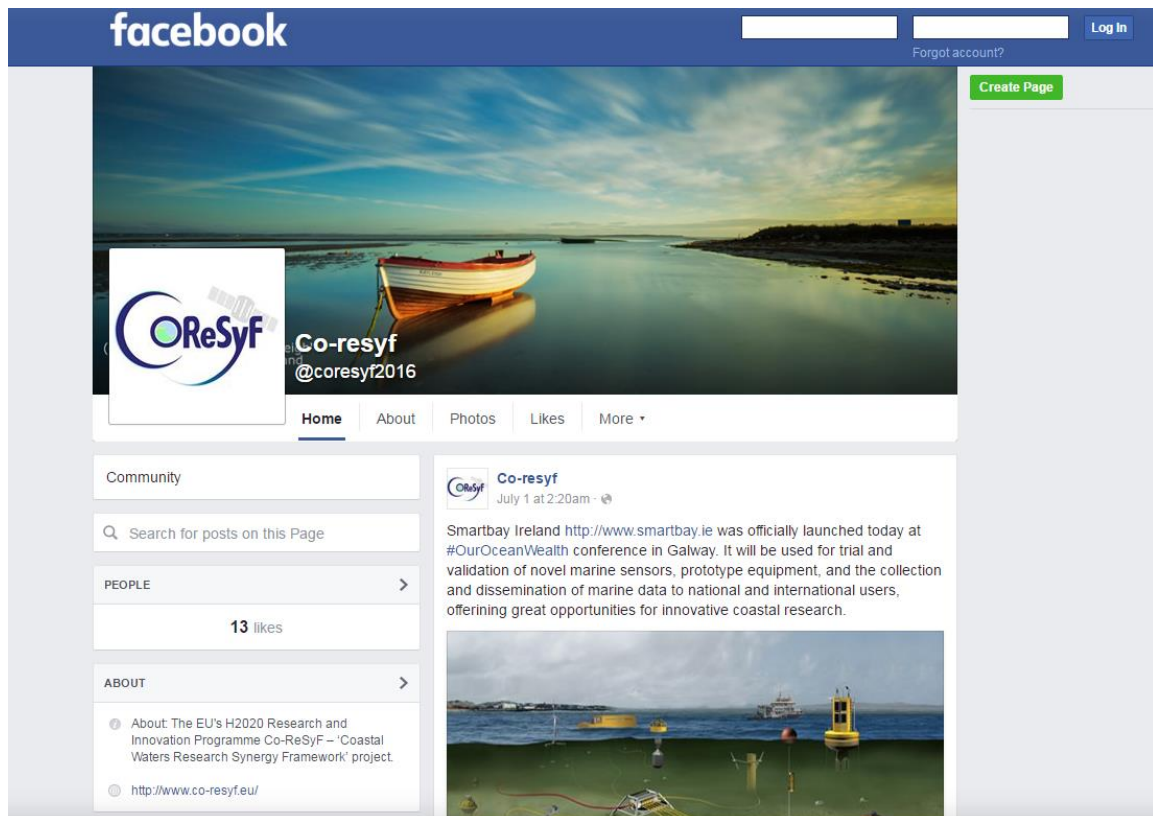 facebook
Log In
Forgot account?
Create Page
COReSyF
Co-resyf
@coresyf2016
Home About Photos Likes More
Community
Search for posts on this Page
PEOPLE
13 likes
ABOUT
About: The EU's H2020 Research and
Innovation Programme Co-ReSyF – 'Coastal
Waters Research Synergy Framework' project.
http://www.co-resyf.eu/
COReSyF
Co-resyf
July 1 at 2:20am ·
Smartbay Ireland http://www.smartbay.ie was officially launched today at
#OurOceanWealth conference in Galway. It will be used for trial and
validation of novel marine sensors, prototype equipment, and the collection
and dissemination of marine data to national and international users,
offerining great opportunities for innovative coastal research.